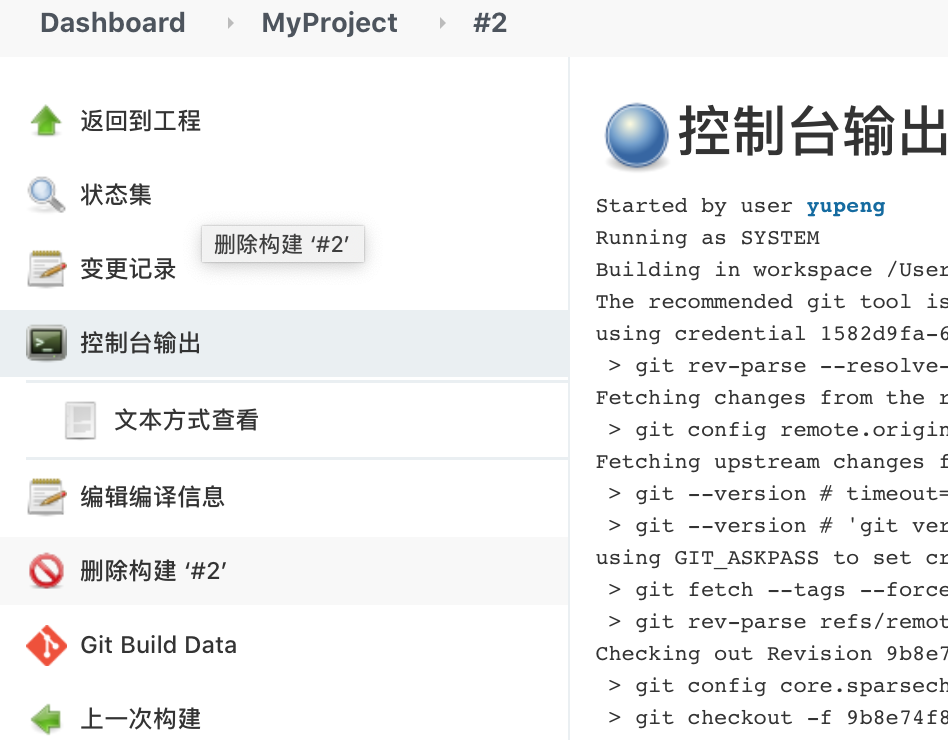 Dashboard MyProject #2
返回到工程
状态集
删除构建 ‘#2’
变更记录
控制台输出
文本方式查看
编辑编译信息
删除构建 ‘#2’
Git Build Data
上一次构建
控制台输出
Started by user yupeng
Running as SYSTEM
Building in workspace /User
The recommended git tool is
using credential 1582d9fa-6
> git rev-parse --resolve-
Fetching changes from the r
> git config remote.origin
Fetching upstream changes f
> git --version # timeout=
> git --version # 'git ver
using GIT_ASKPASS to set cr
> git fetch --tags --force
> git rev-parse refs/remot
Checking out Revision 9b8e7
> git config core.sparsech
> git checkout -f 9b8e74f8